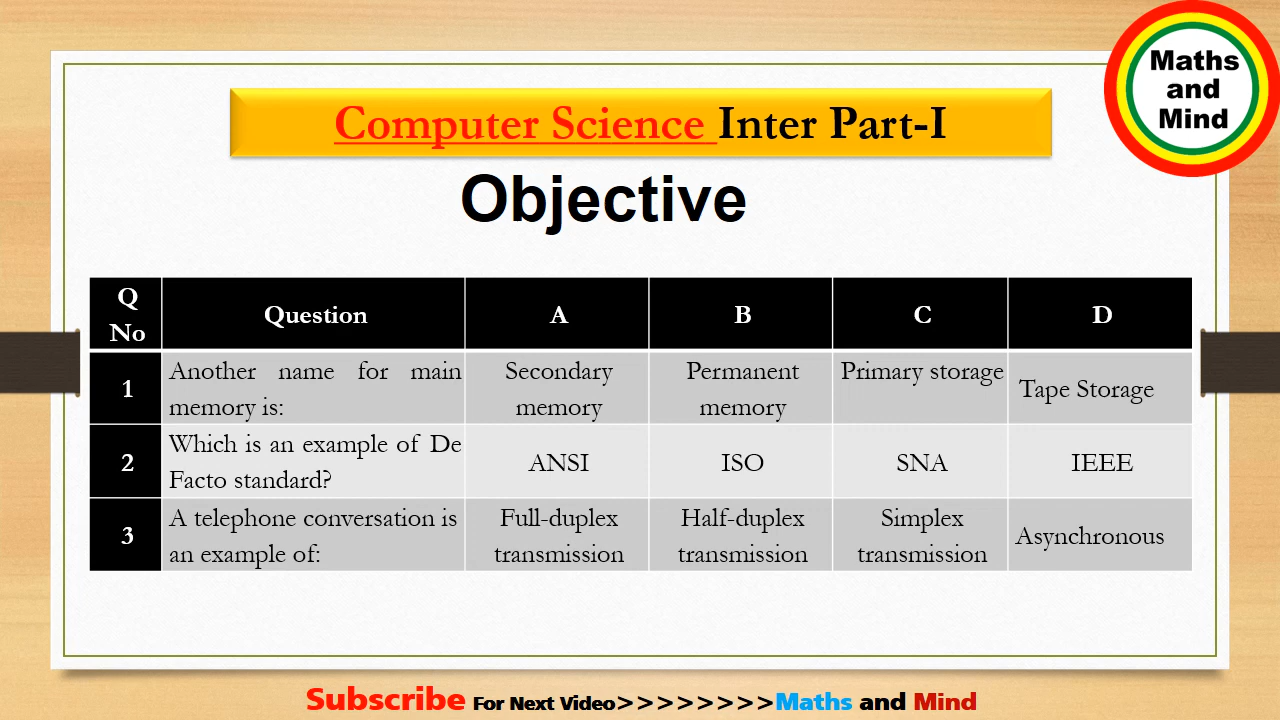 Maths
and
Mind
Computer Science Inter Part-I
Objective
Q No Question A B C D
1 Another name for main memory is: Secondary memory Permanent memory Primary storage Tape Storage
2 Which is an example of De Facto standard? ANSI ISO SNA IEEE
3 A telephone conversation is an example of: Full-duplex transmission Half-duplex transmission Simplex transmission Asynchronous
Subscribe For Next Video>>>>>>>>Maths and Mind